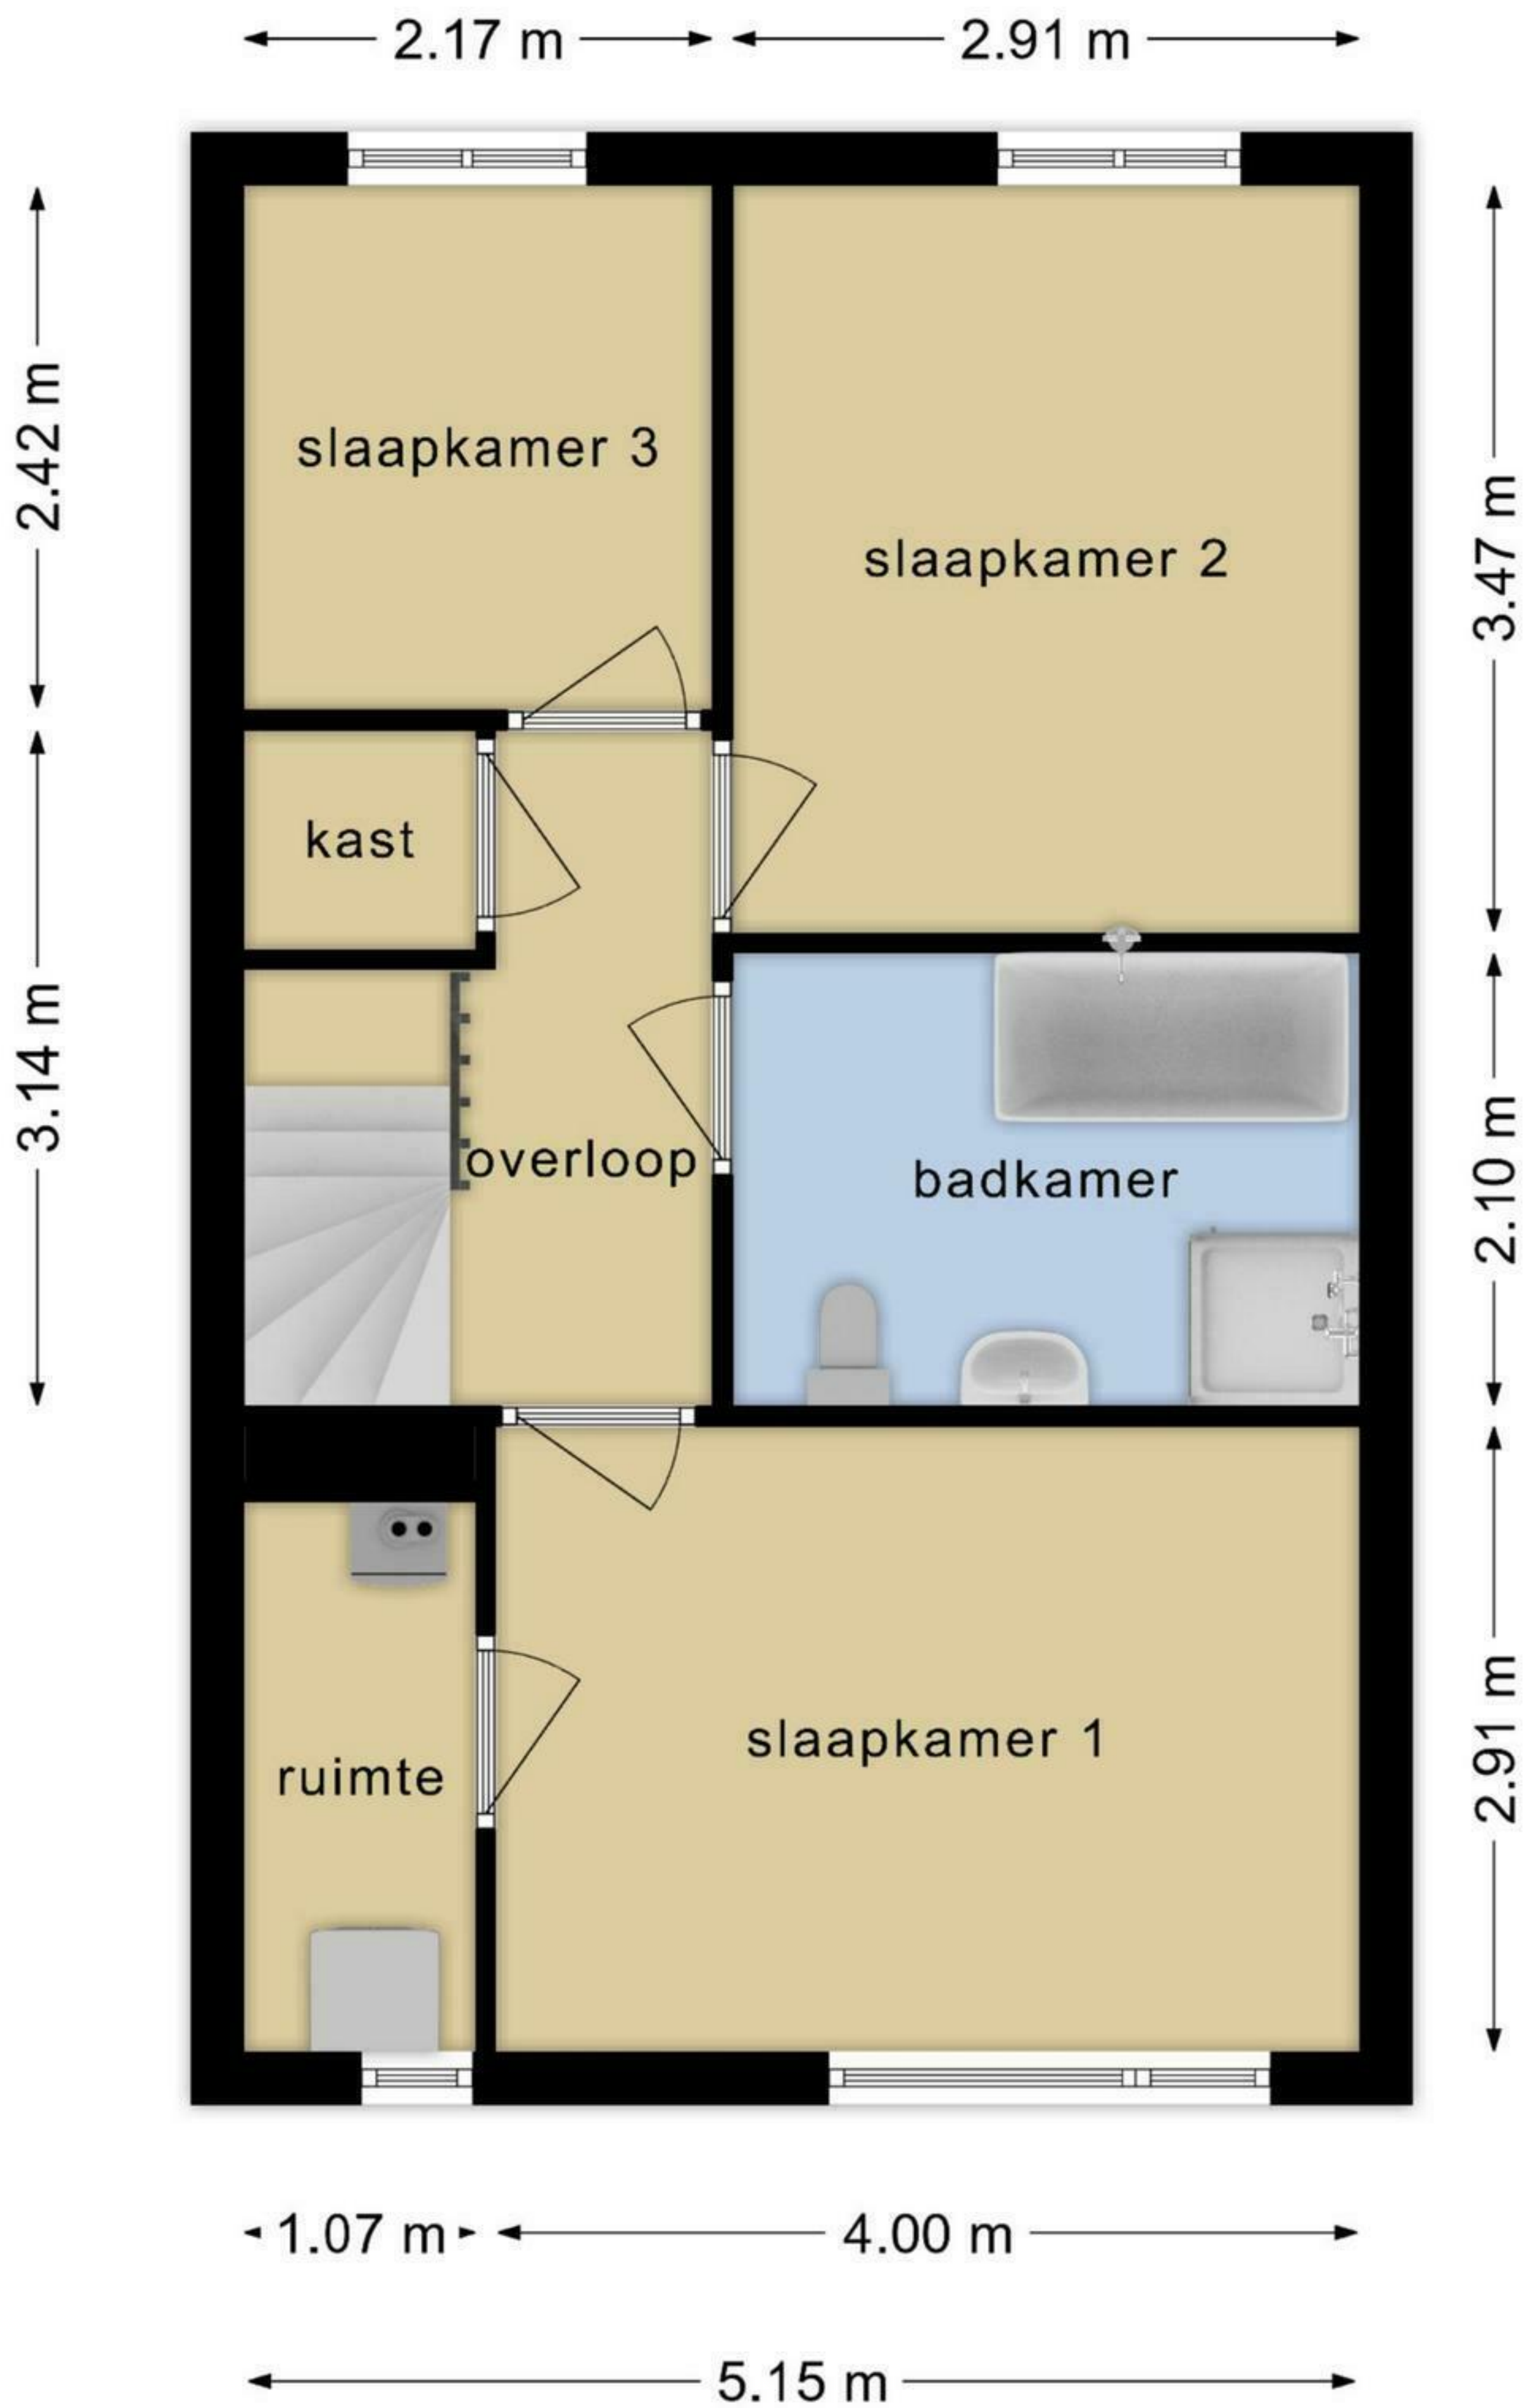 2.17 m
2.91 m
2.42 m
3.47 m
slaapkamer 3
slaapkamer 2
kast
3.14 m
overloop
badkamer
2.10 m
slaapkamer 1
ruimte
2.91 m
1.07 m
4.00 m
5.15 m